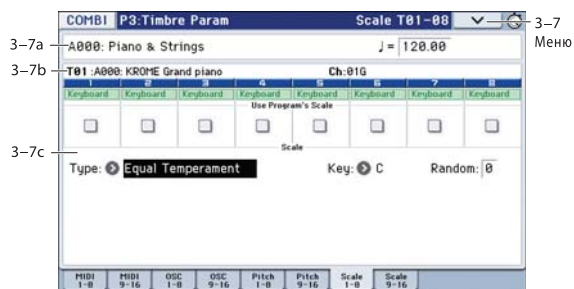 COMBI P3:Timbre Param Scale T01-08
3–7
Меню
3–7a
A000: Piano & Strings ♩= 120.00
3–7b
T01 :A000: KROME Grand piano Ch:01G
1 2 3 4 5 6 7 8
Keyboard Keyboard Keyboard Keyboard Keyboard Keyboard Keyboard Keyboard
Use Program's Scale
Scale
3–7c
Type: Equal Temperament Key: C Random: 0
MIDI 1-8 MIDI 9-16 OSC 1-8 OSC 9-16 Pitch 1-8 Pitch 9-16 Scale 1-8 Scale 9-16